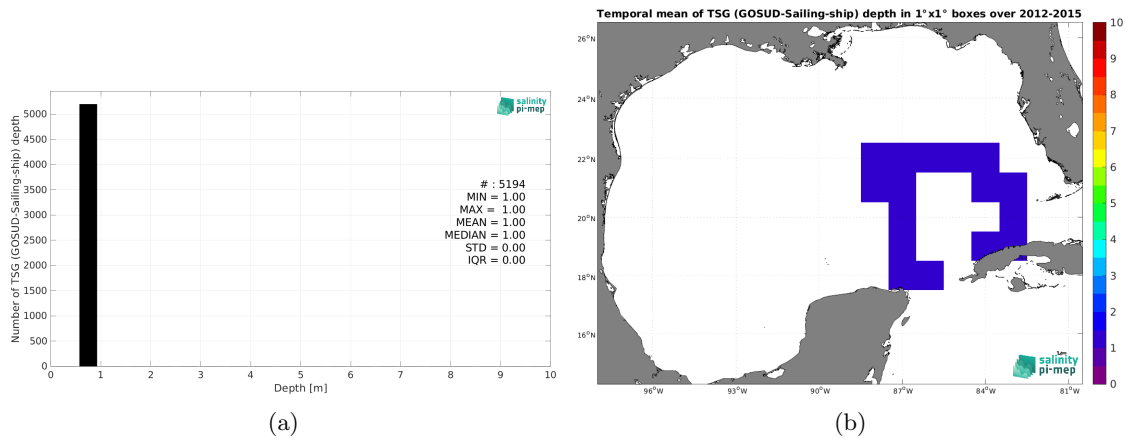 Temporal mean of TSG (GOSUD-Sailing-ship) depth in 1°x1° boxes over 2012-2015
Number of TSG (GOSUD-Sailing-ship) depth
5000
4500
4000
3500
3000
2500
2000
1500
1000
500
0
0 1 2 3 4 5 6 7 8 9 10
Depth [m]
salinity
pi-mep
# : 5194
MIN = 1.00
MAX = 1.00
MEAN = 1.00
MEDIAN = 1.00
STD = 0.00
IQR = 0.00
(a)
26°N
24°N
22°N
20°N
18°N
16°N
96°W 93°W 90°W 87°W 84°W 81°W
salinity
pi-mep
10
9
8
7
6
5
4
3
2
1
0
(b)